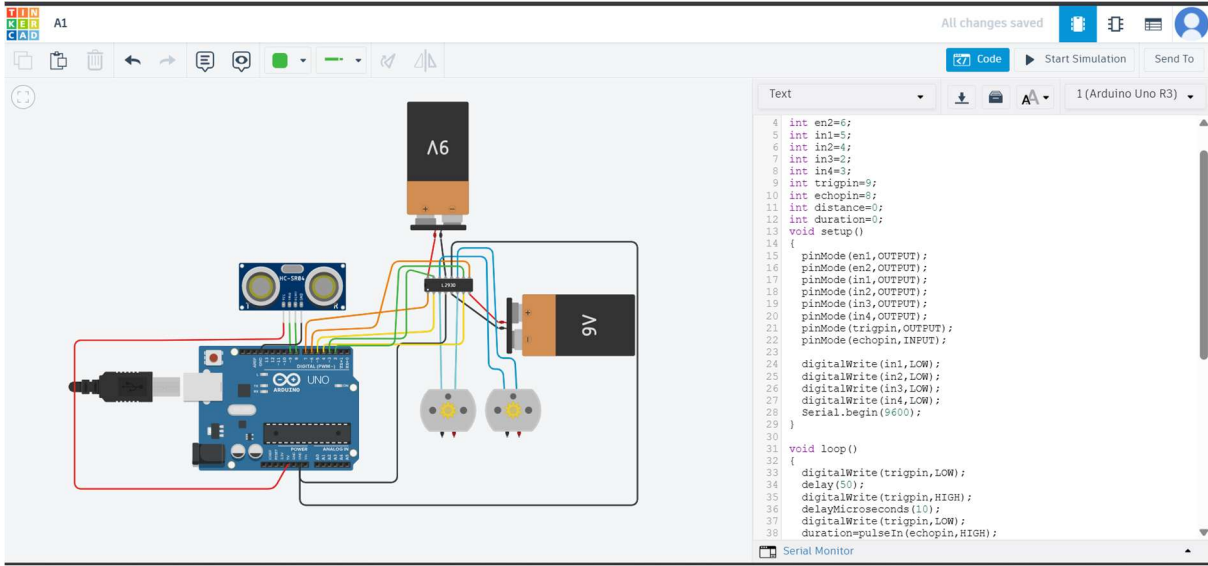 TIN
KER
CAD
A1
All changes saved
Code
Start Simulation
Send To
Text
1 (Arduino Uno R3)
9V
HC-SR04
L293D
9V
DIGITAL (PWM~)
UNO
ARDUINO
POWER
ANALOG IN
4 int en2=6;
5 int in1=5;
6 int in2=4;
7 int in3=2;
8 int in4=3;
9 int trigpin=9;
10 int echopin=8;
11 int distance=0;
12 int duration=0;
13 void setup()
14 {
15 pinMode(en1,OUTPUT);
16 pinMode(en2,OUTPUT);
17 pinMode(in1,OUTPUT);
18 pinMode(in2,OUTPUT);
19 pinMode(in3,OUTPUT);
20 pinMode(in4,OUTPUT);
21 pinMode(trigpin,OUTPUT);
22 pinMode(echopin,INPUT);
23
24 digitalWrite(in1,LOW);
25 digitalWrite(in2,LOW);
26 digitalWrite(in3,LOW);
27 digitalWrite(in4,LOW);
28 Serial.begin(9600);
29 }
30
31 void loop()
32 {
33 digitalWrite(trigpin,LOW);
34 delay(50);
35 digitalWrite(trigpin,HIGH);
36 delayMicroseconds(10);
37 digitalWrite(trigpin,LOW);
38 duration=pulseIn(echopin,HIGH);
Serial Monitor